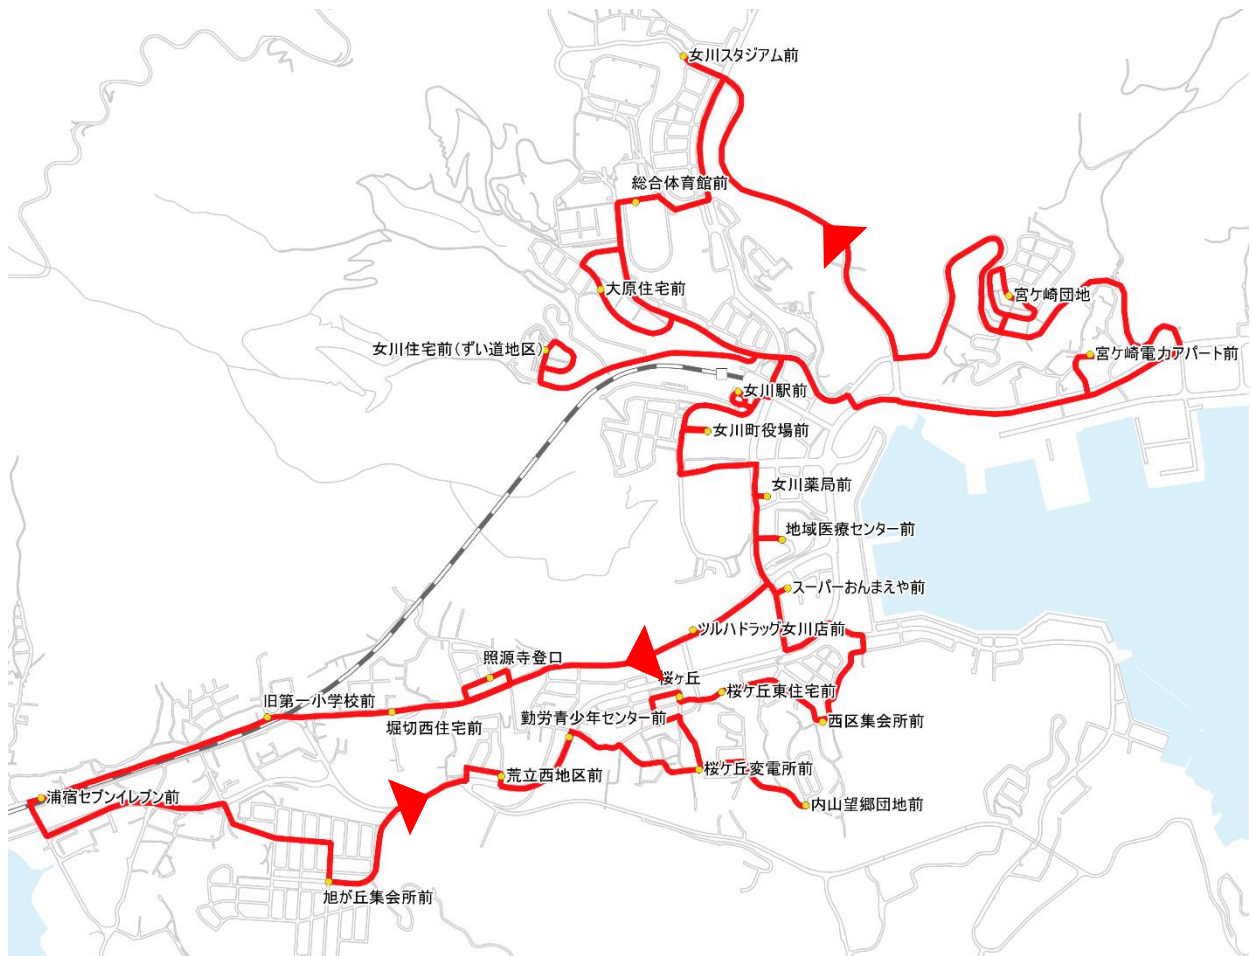 女川スタジアム前
総合体育館前
大原住宅前
宮ケ崎団地
女川住宅前(ずい道地区)
宮ケ崎電力アパート前
女川駅前
女川町役場前
女川薬局前
地域医療センター前
スーパーおんまえや前
ツルハドラッグ女川店前
照源寺登口
桜ヶ丘
桜ケ丘東住宅前
旧第一小学校前
堀切西住宅前
勤労青少年センター前
西区集会所前
荒立西地区前
桜ケ丘変電所前
浦宿セブンイレブン前
内山望郷団地前
旭が丘集会所前